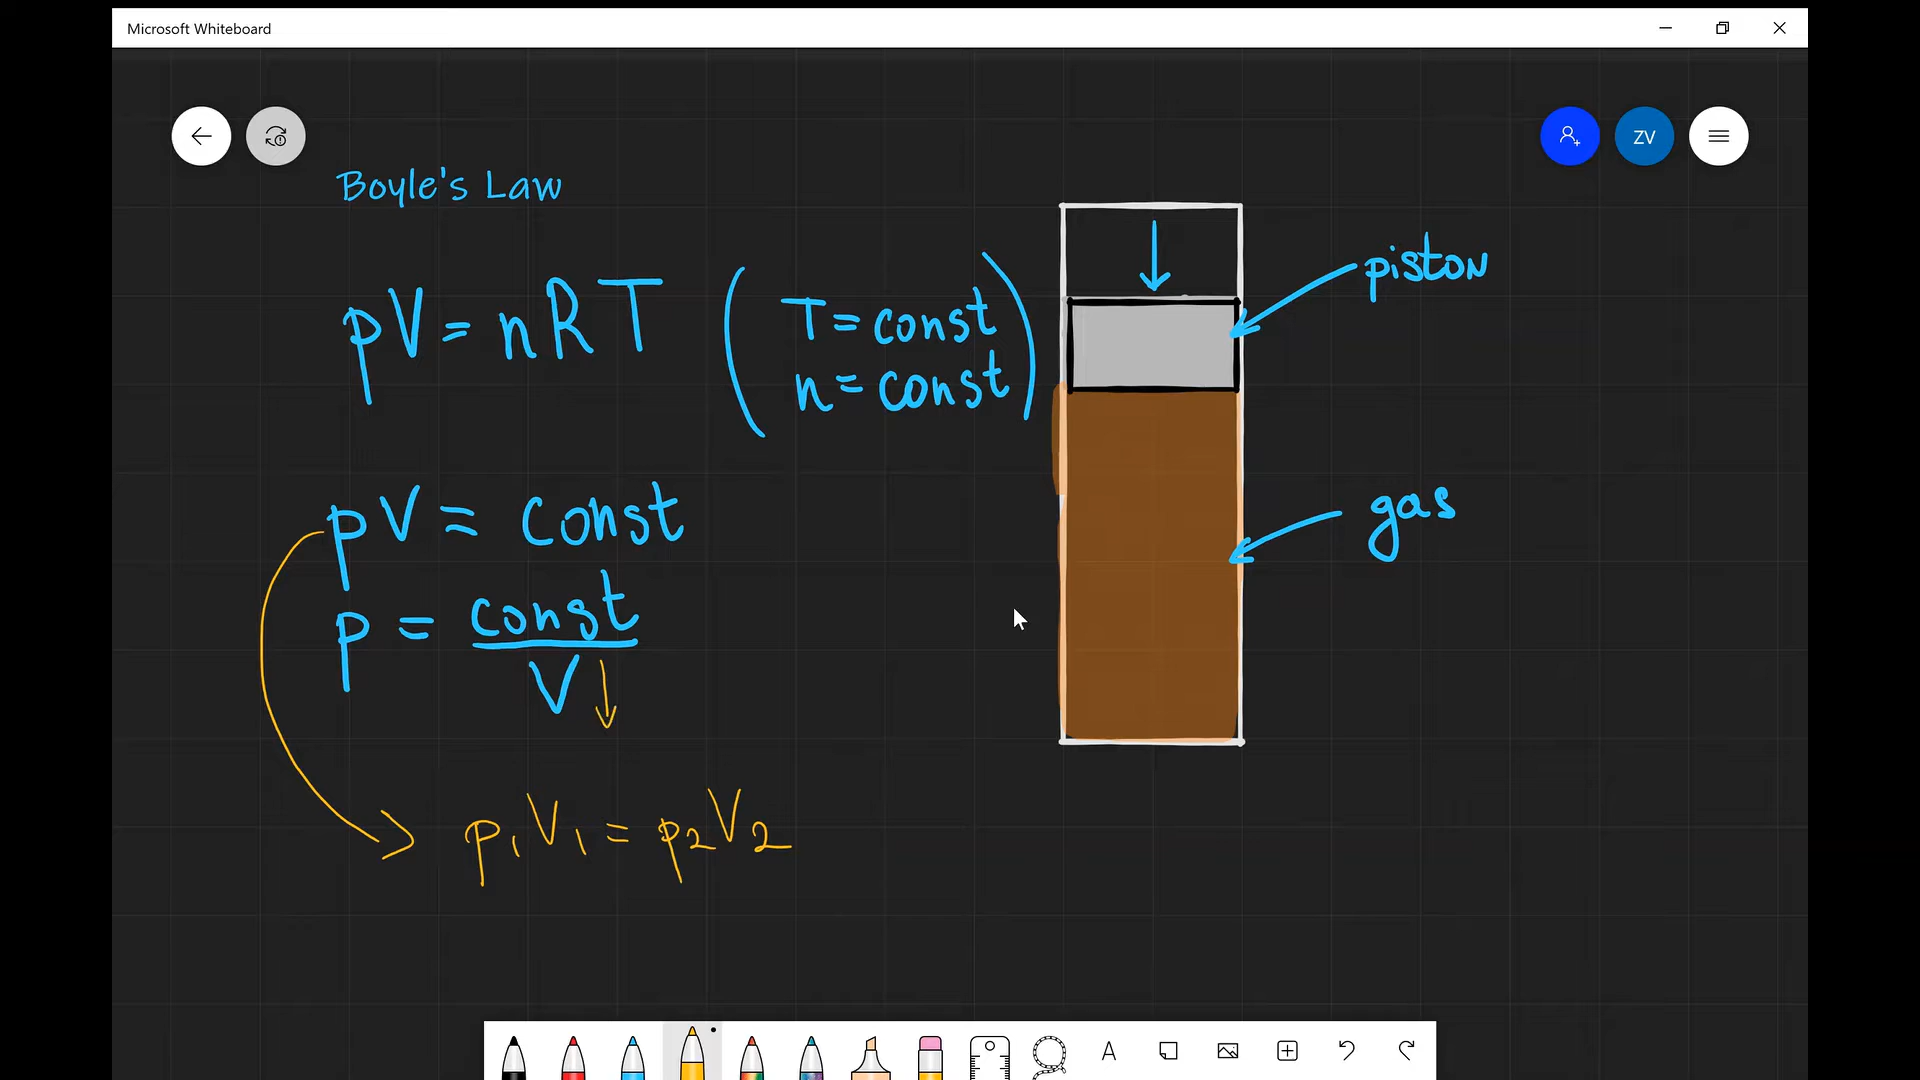 Microsoft Whiteboard
ZV
Boyle's Law
pV = nRT (T = const
n = const)
piston
pV = const
gas
p = const
V ↓
p₁V₁ = p₂V₂
A